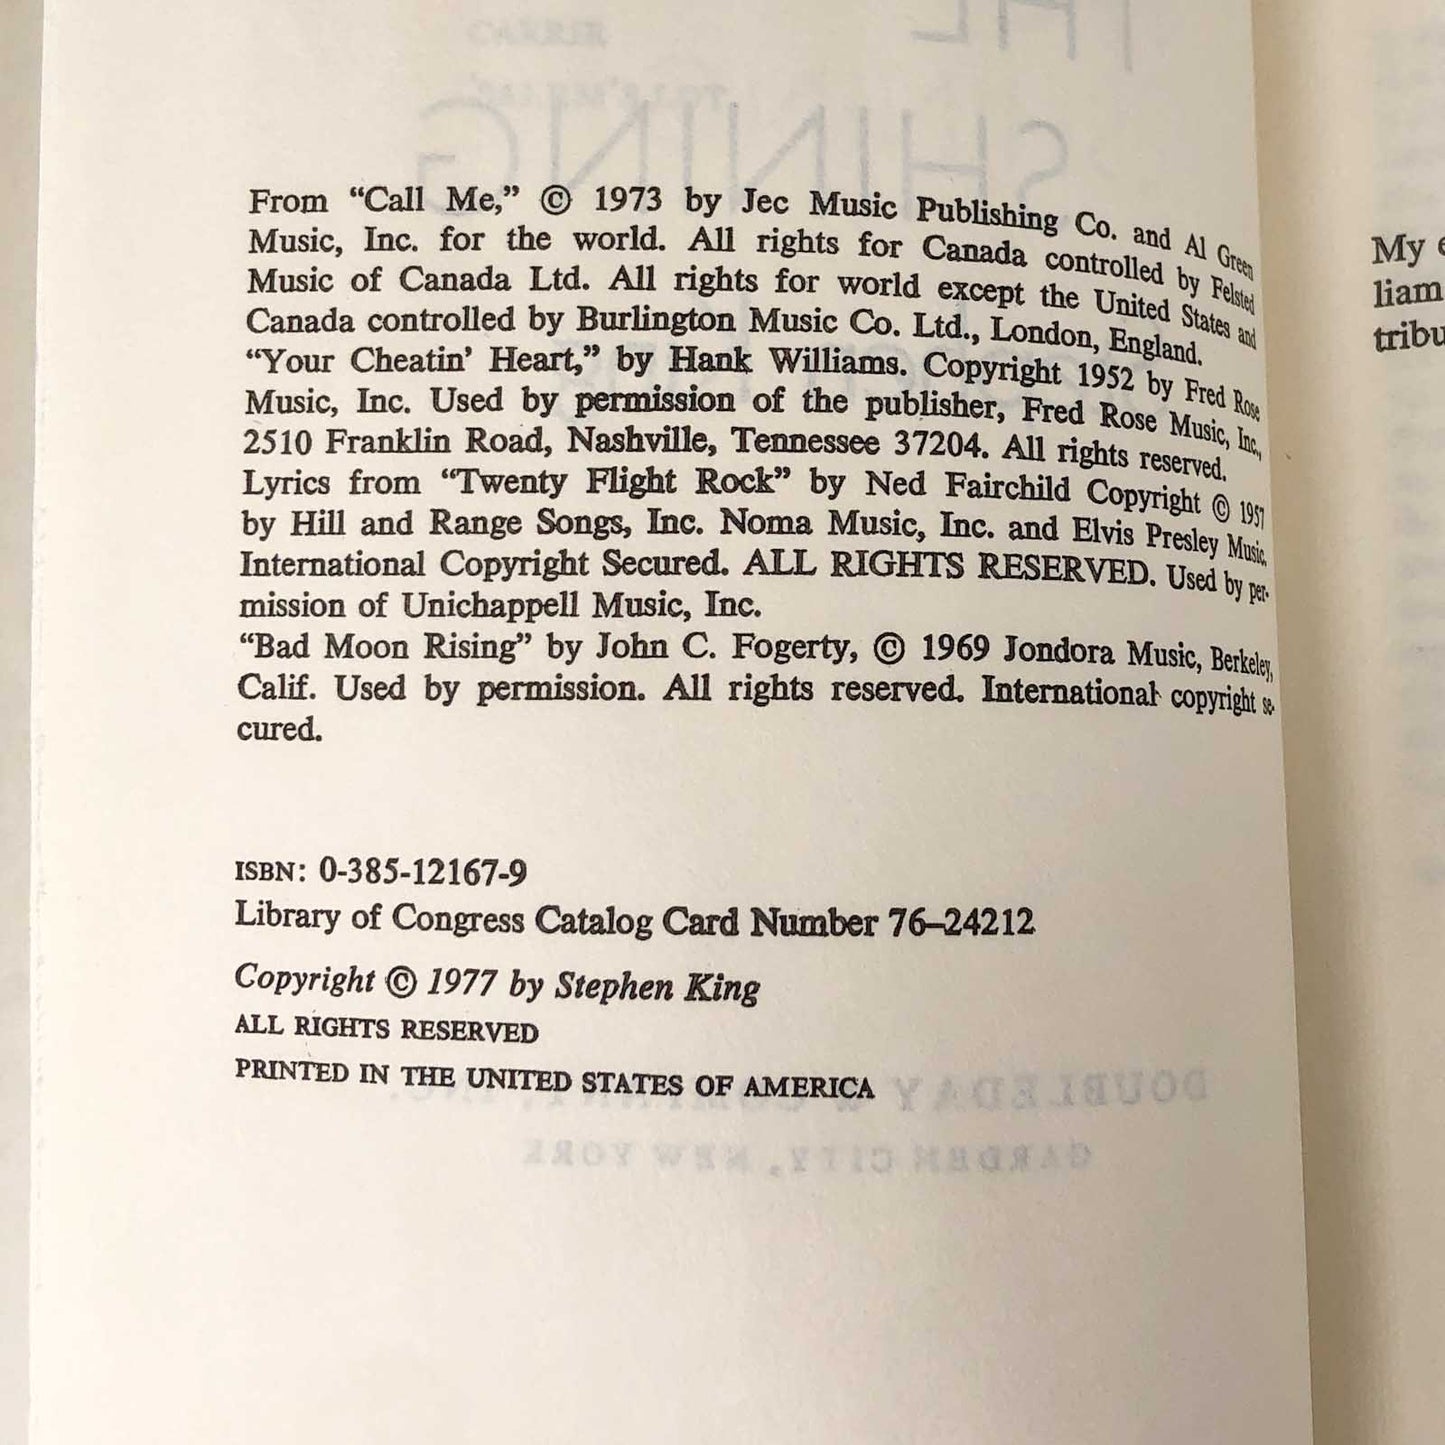 From “Call Me,” © 1973 by Jec Music Publishing Co. and Al Green
Music, Inc. for the world. All rights for Canada controlled by Felsted
Music of Canada Ltd. All rights for world except the United States and
Canada controlled by Burlington Music Co. Ltd., London, England.
“Your Cheatin’ Heart,” by Hank Williams. Copyright 1952 by Fred Rose
Music, Inc. Used by permission of the publisher, Fred Rose Music, Inc.,
2510 Franklin Road, Nashville, Tennessee 37204. All rights reserved.
Lyrics from “Twenty Flight Rock” by Ned Fairchild Copyright © 1957
by Hill and Range Songs, Inc. Noma Music, Inc. and Elvis Presley Music.
International Copyright Secured. ALL RIGHTS RESERVED. Used by per-
mission of Unichappell Music, Inc.
“Bad Moon Rising” by John C. Fogerty, © 1969 Jondora Music, Berkeley,
Calif. Used by permission. All rights reserved. International copyright se-
cured.
ISBN: 0-385-12167-9
Library of Congress Catalog Card Number 76–24212
Copyright © 1977 by Stephen King
ALL RIGHTS RESERVED
PRINTED IN THE UNITED STATES OF AMERICA
THE
SHINING
DOUBLEDAY
GARDEN CITY, NEW YORK
My
liam
tribu